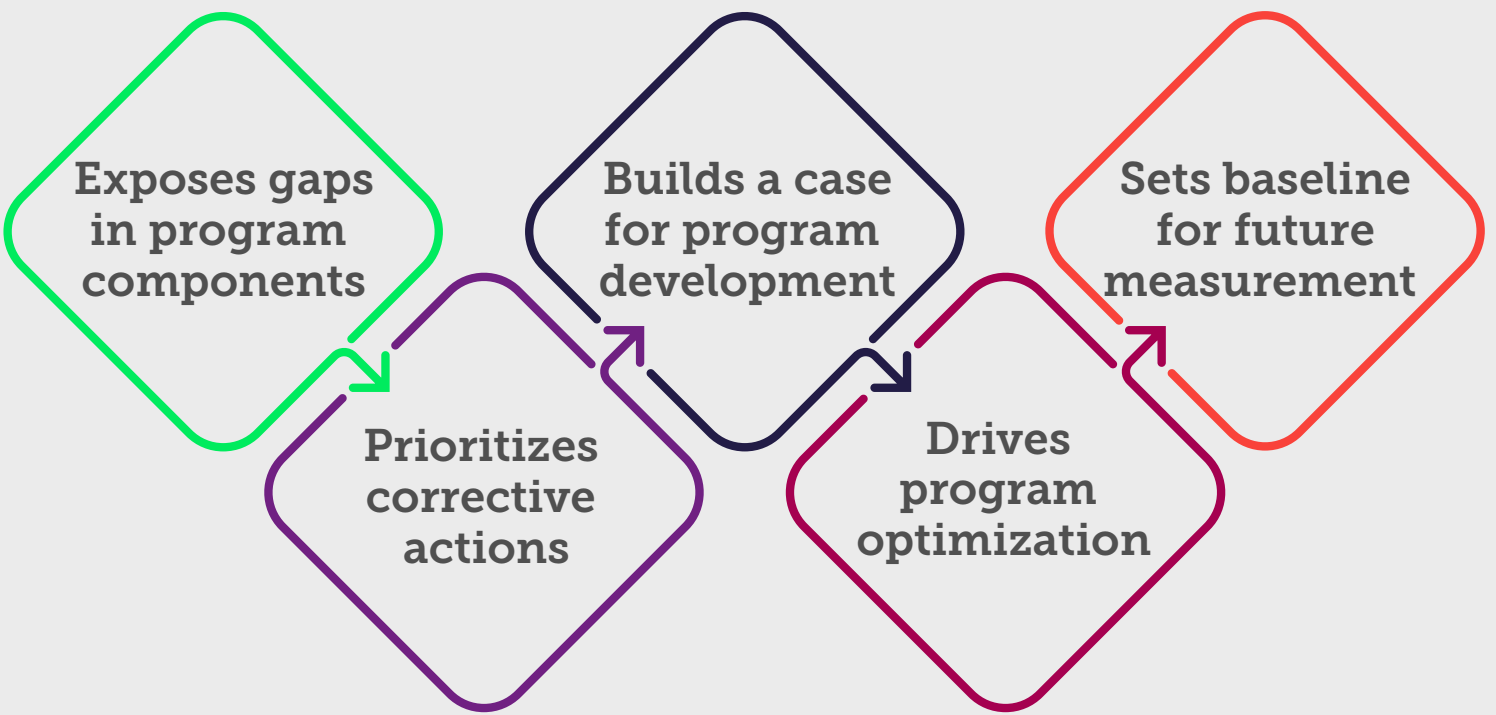 Exposes gaps
in program
components
Prioritizes
corrective
actions
Builds a case
for program
development
Drives
program
optimization
Sets baseline
for future
measurement